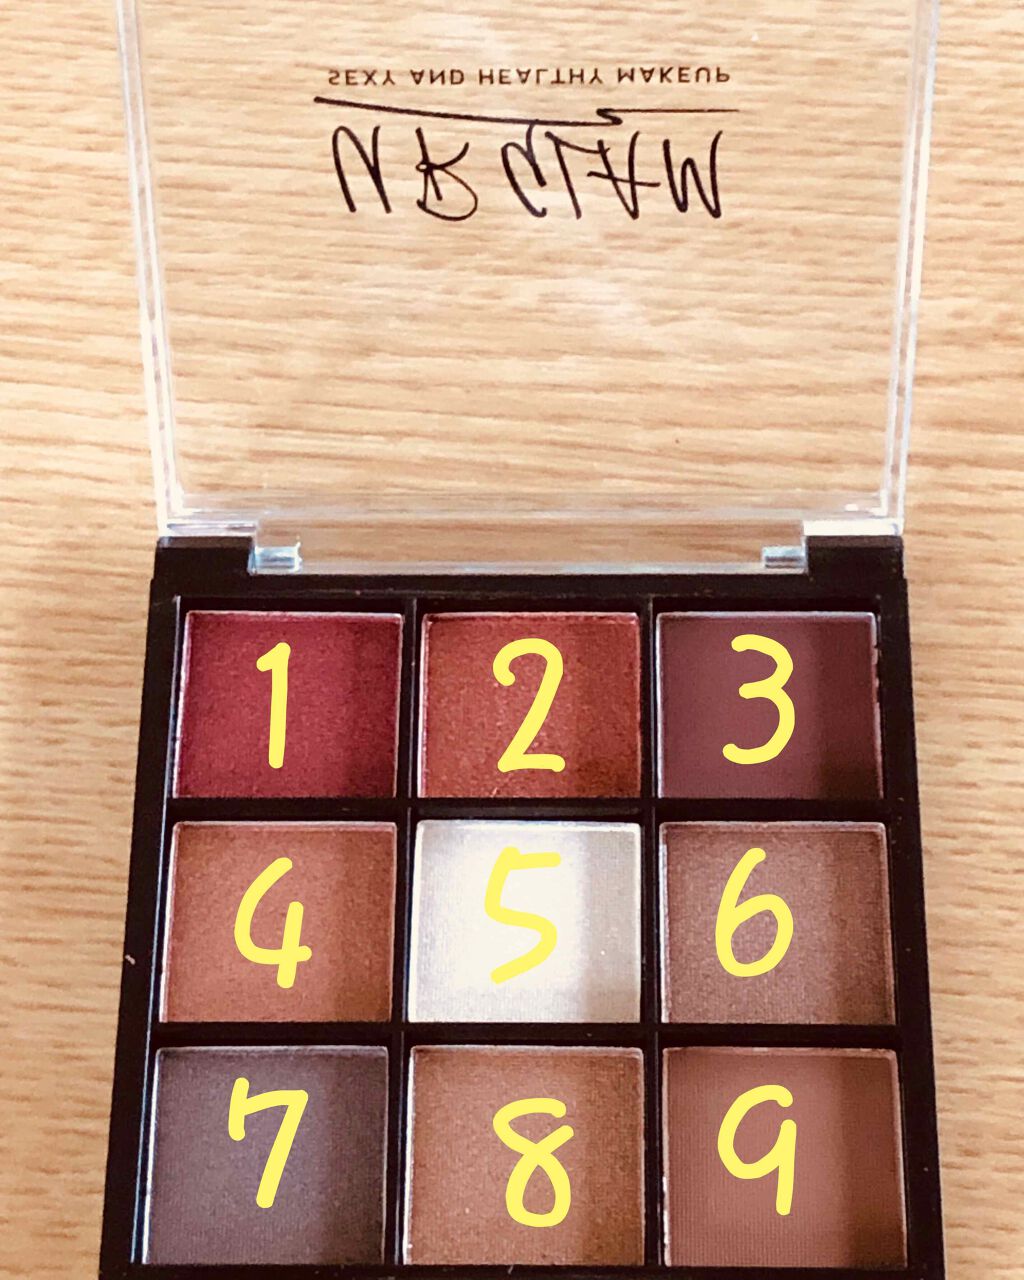 SEXY AND HEALTHY MAKEUP
UR GLAM
1 2 3
4 5 6
7 8 9